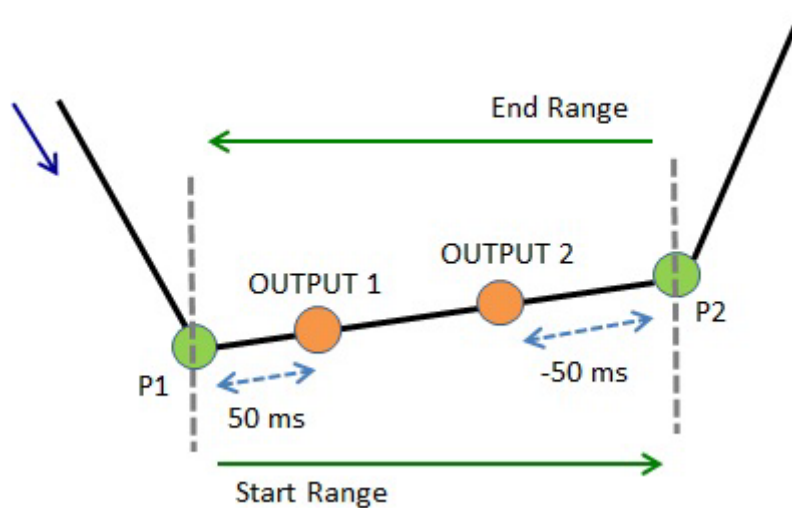 End Range
OUTPUT 2
OUTPUT 1
P2
P1
-50 ms
50 ms
Start Range